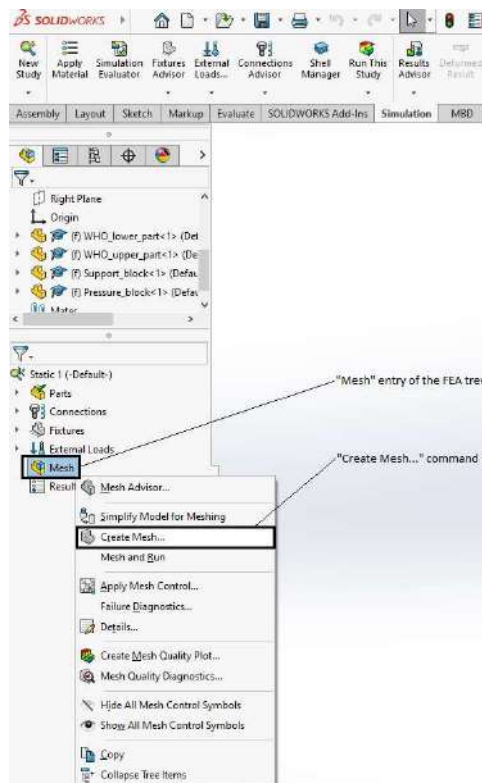 SOLIDWORKS
New Study
Apply Material
Simulation Evaluator
Fixtures Advisor
External Loads...
Connections Advisor
Shell Manager
Run This Study
Results Advisor
Deformed Result
Assembly Layout Sketch Markup Evaluate SOLIDWORKS Add-Ins Simulation MBD
Right Plane
Origin
(f) WHO_lower_part<1> (Def
(f) WHO_upper_part<1> (De
(f) Support_block<1> (Defau
(f) Pressure_block<1> (Defau
Mates
Static 1 (-Default-)
Parts
"Mesh" entry of the FEA tree
Connections
Fixtures
External Loads
Mesh
"Create Mesh..." command
Result
Mesh Advisor...
Simplify Model for Meshing
Create Mesh...
Mesh and Run
Apply Mesh Control...
Failure Diagnostics...
Details...
Create Mesh Quality Plot...
Mesh Quality Diagnostics...
Hide All Mesh Control Symbols
Show All Mesh Control Symbols
Copy
Collapse Tree Items